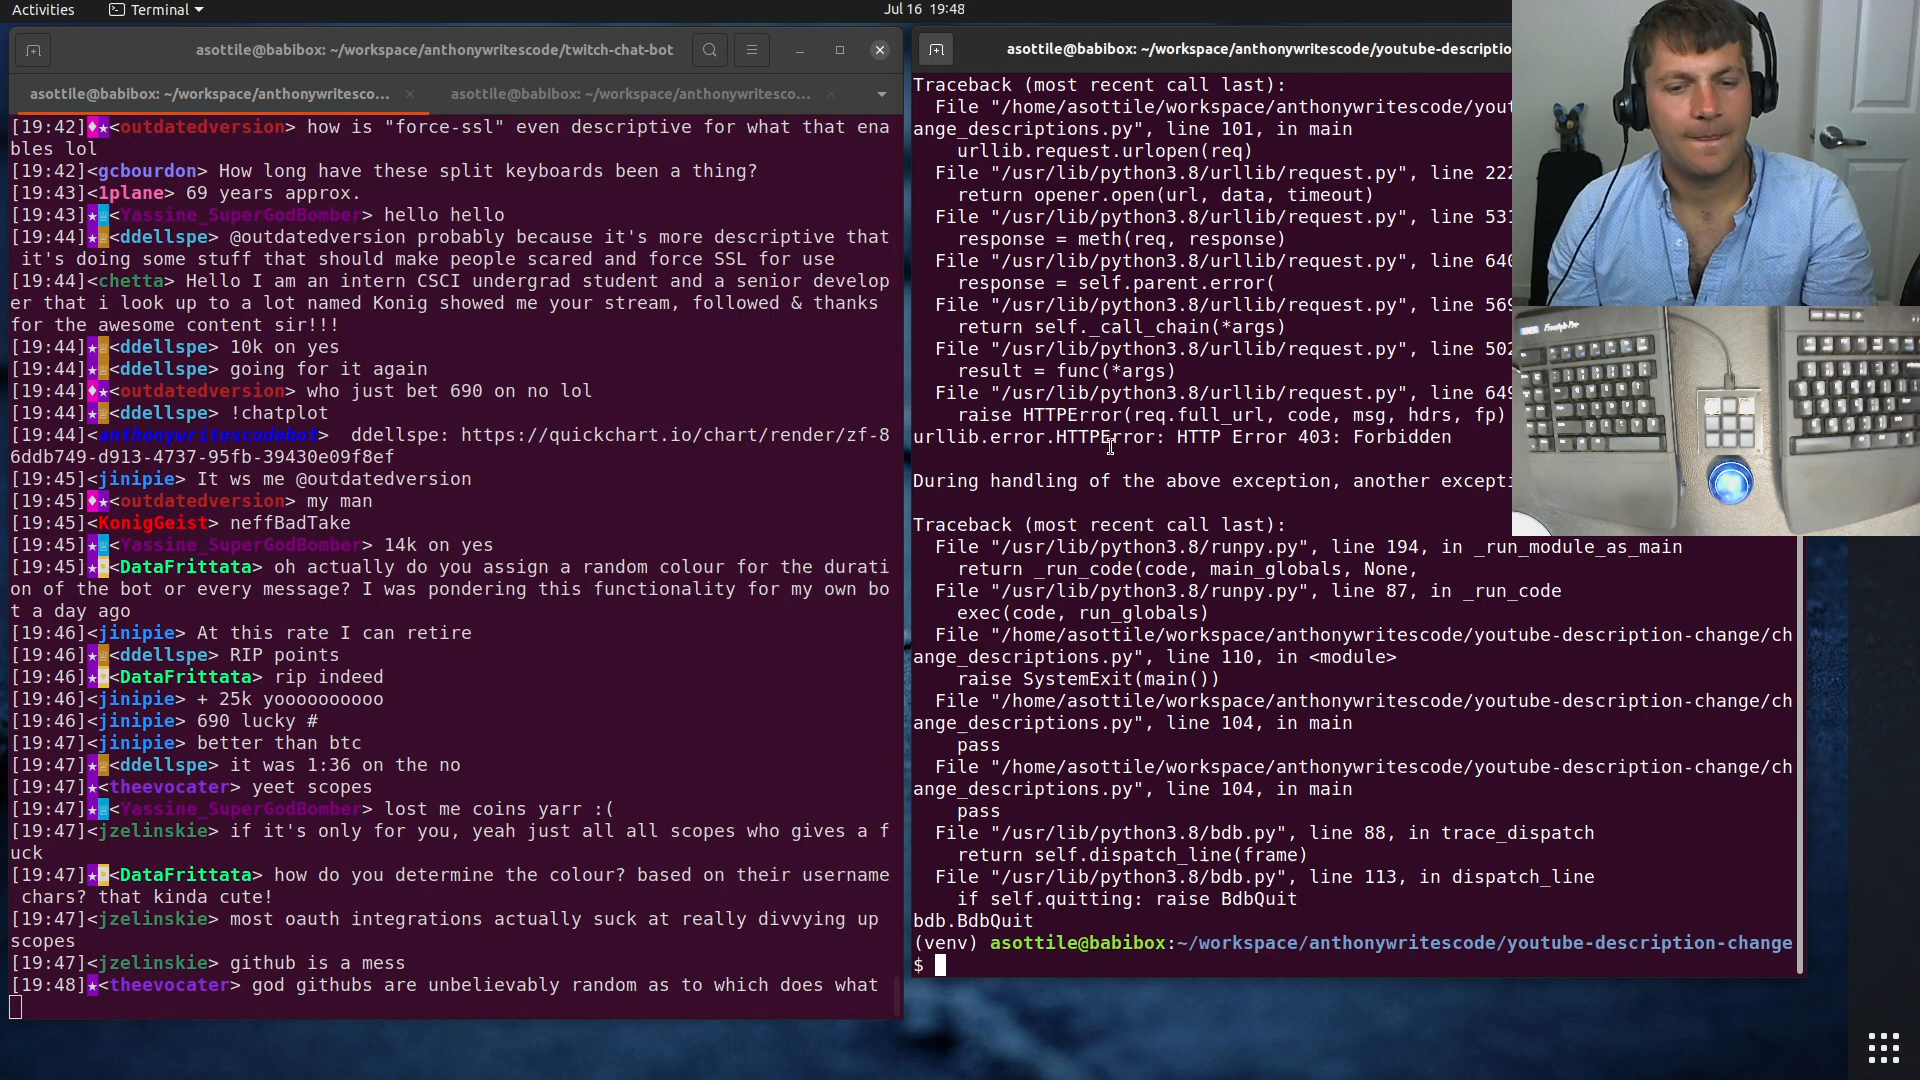 Activities
Terminal
Jul 16 19:48
asottile@babibox: ~/workspace/anthonywritescode/twitch-chat-bot
asottile@babibox: ~/workspace/anthonywritesco...
asottile@babibox: ~/workspace/anthonywritesco...
[19:42] <outdatedversion> how is "force-ssl" even descriptive for what that ena
bles lol
[19:42]<gcbourdon> How long have these split keyboards been a thing?
[19:43]<1plane> 69 years approx.
[19:43] <Yassine_SuperGodBomber> hello hello
[19:44] <ddellspe> @outdatedversion probably because it's more descriptive that
it's doing some stuff that should make people scared and force SSL for use
[19:44]<chetta> Hello I am an intern CSCI undergrad student and a senior develop
er that i look up to a lot named Konig showed me your stream, followed & thanks
for the awesome content sir!!!
[19:44] <ddellspe> 10k on yes
[19:44] <ddellspe> going for it again
[19:44] <outdatedversion> who just bet 690 on no lol
[19:44] <ddellspe> !chatplot
[19:44]<anthonywritescodebot>  ddellspe: https://quickchart.io/chart/render/zf-8
6ddb749-d913-4737-95fb-39430e09f8ef
[19:45]<jinipie> It ws me @outdatedversion
[19:45] <outdatedversion> my man
[19:45]<KonigGeist> neffBadTake
[19:45] <Yassine_SuperGodBomber> 14k on yes
[19:45] <DataFrittata> oh actually do you assign a random colour for the durati
on of the bot or every message? I was pondering this functionality for my own bo
t a day ago
[19:46]<jinipie> At this rate I can retire
[19:46] <ddellspe> RIP points
[19:46] <DataFrittata> rip indeed
[19:46]<jinipie> + 25k yoooooooooo
[19:46]<jinipie> 690 lucky #
[19:47]<jinipie> better than btc
[19:47] <ddellspe> it was 1:36 on the no
[19:47] <theevocater> yeet scopes
[19:47] <Yassine_SuperGodBomber> lost me coins yarr :(
[19:47]<jzelinskie> if it's only for you, yeah just all all scopes who gives a f
uck
[19:47] <DataFrittata> how do you determine the colour? based on their username
chars? that kinda cute!
[19:47]<jzelinskie> most oauth integrations actually suck at really divvying up
scopes
[19:47]<jzelinskie> github is a mess
[19:48] <theevocater> god githubs are unbelievably random as to which does what
asottile@babibox: ~/workspace/anthonywritescode/youtube-descriptio
Traceback (most recent call last):
File "/home/asottile/workspace/anthonywritescode/yout
ange_descriptions.py", line 101, in main
urllib.request.urlopen(req)
File "/usr/lib/python3.8/urllib/request.py", line 222
return opener.open(url, data, timeout)
File "/usr/lib/python3.8/urllib/request.py", line 531
response = meth(req, response)
File "/usr/lib/python3.8/urllib/request.py", line 640
response = self.parent.error(
File "/usr/lib/python3.8/urllib/request.py", line 569
return self._call_chain(*args)
File "/usr/lib/python3.8/urllib/request.py", line 502
result = func(*args)
File "/usr/lib/python3.8/urllib/request.py", line 649
raise HTTPError(req.full_url, code, msg, hdrs, fp)
urllib.error.HTTPError: HTTP Error 403: Forbidden
During handling of the above exception, another excepti
Traceback (most recent call last):
File "/usr/lib/python3.8/runpy.py", line 194, in _run_module_as_main
return _run_code(code, main_globals, None,
File "/usr/lib/python3.8/runpy.py", line 87, in _run_code
exec(code, run_globals)
File "/home/asottile/workspace/anthonywritescode/youtube-description-change/ch
ange_descriptions.py", line 110, in <module>
raise SystemExit(main())
File "/home/asottile/workspace/anthonywritescode/youtube-description-change/ch
ange_descriptions.py", line 104, in main
pass
File "/home/asottile/workspace/anthonywritescode/youtube-description-change/ch
ange_descriptions.py", line 104, in main
pass
File "/usr/lib/python3.8/bdb.py", line 88, in trace_dispatch
return self.dispatch_line(frame)
File "/usr/lib/python3.8/bdb.py", line 113, in dispatch_line
if self.quitting: raise BdbQuit
bdb.BdbQuit
(venv) asottile@babibox:~/workspace/anthonywritescode/youtube-description-change
$